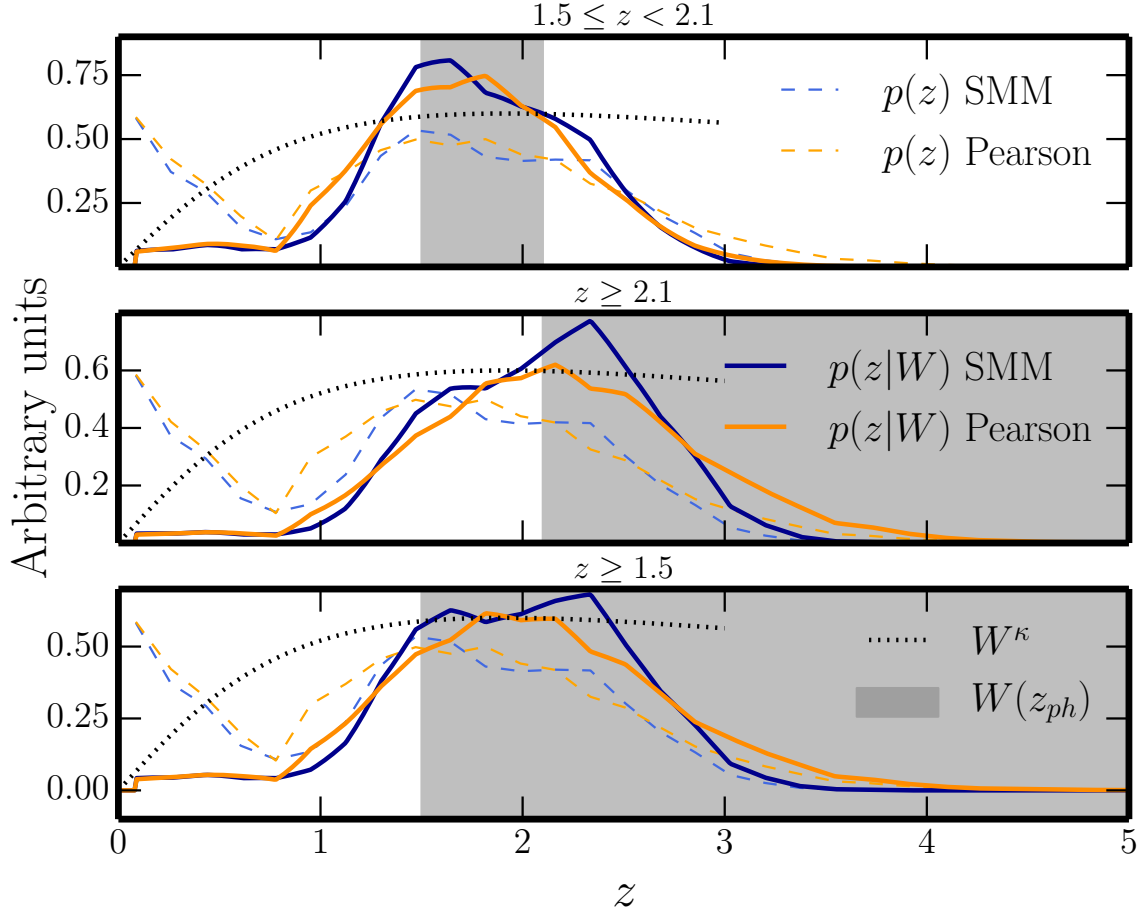 1.5 ≤ z < 2.1
0.75
0.50
0.25
p(z) SMM
p(z) Pearson
z ≥ 2.1
0.6
0.4
0.2
p(z|W) SMM
p(z|W) Pearson
Arbitrary units
z ≥ 1.5
0.50
0.25
0.00
W^κ
W(z_{ph})
0 1 2 3 4 5
z